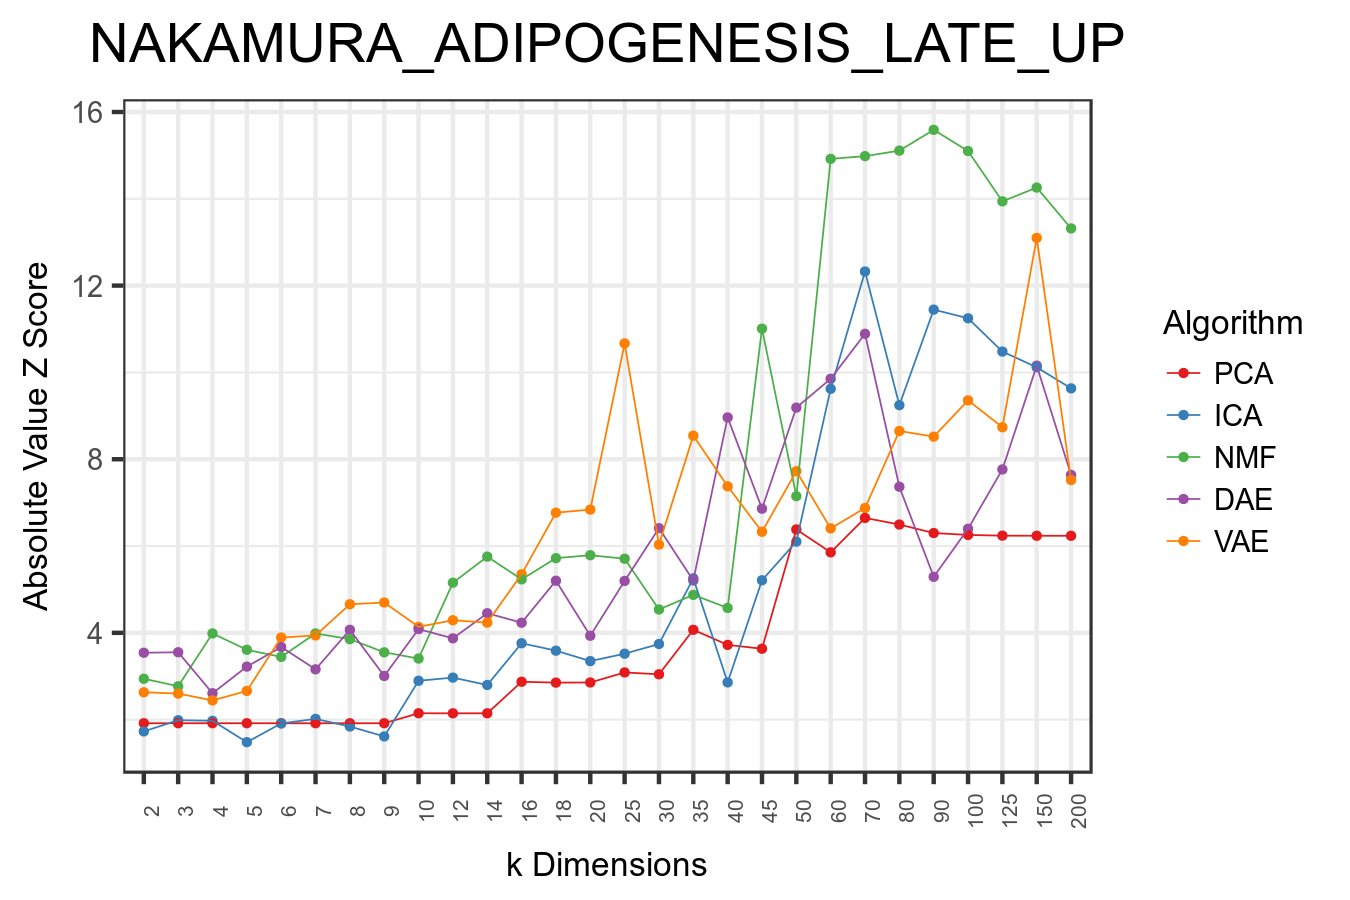 NAKAMURA_ADIPOGENESIS_LATE_UP
Absolute Value Z Score
16
12
8
4
2 3 4 5 6 7 8 9 10 12 14 16 18 20 25 30 35 40 45 50 60 70 80 90 100 125 150 200
k Dimensions
Algorithm
PCA
ICA
NMF
DAE
VAE